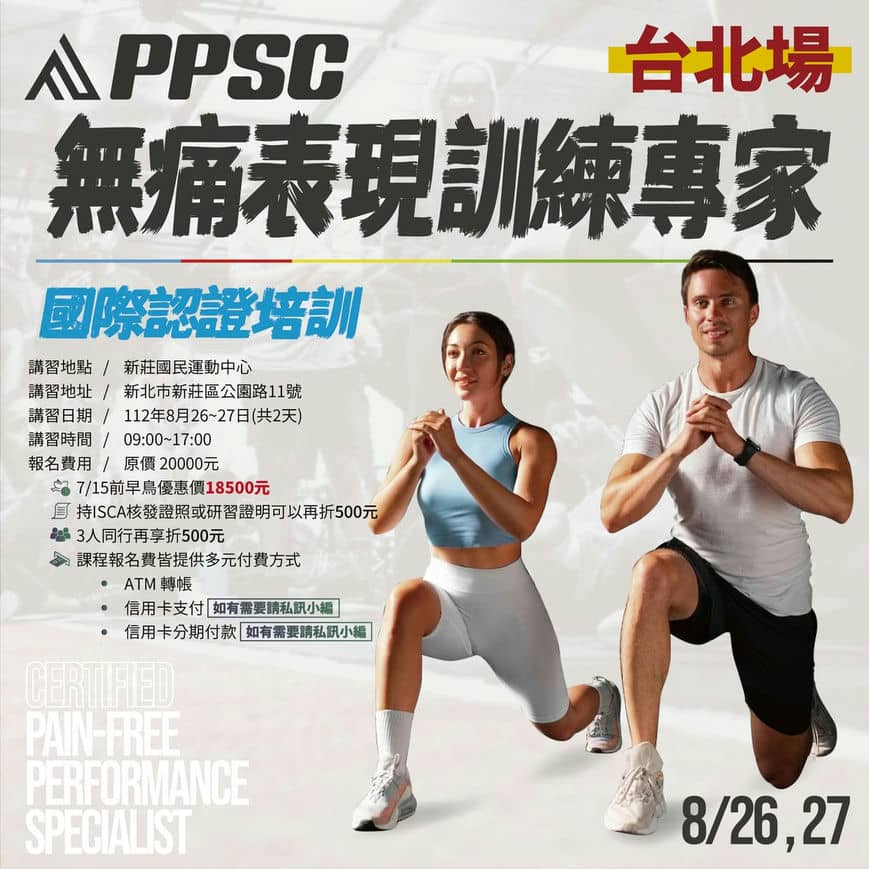 PPSC
台北場
無痛表現訓練專家
國際認證培訓
講習地點 / 新莊國民運動中心
講習地址 / 新北市新莊區公園路11號
講習日期 / 112年8月26~27日(共2天)
講習時間 / 09:00~17:00
報名費用 / 原價 20000元
7/15前早鳥優惠價18500元
持ISCA核發證照或研習證明可以再折500元
3人同行再享折500元
課程報名費皆提供多元付費方式
• ATM 轉帳
• 信用卡支付 如有需要請私訊小編
• 信用卡分期付款 如有需要請私訊小編
CERTIFIED
PAIN-FREE
PERFORMANCE
SPECIALIST
8/26,27